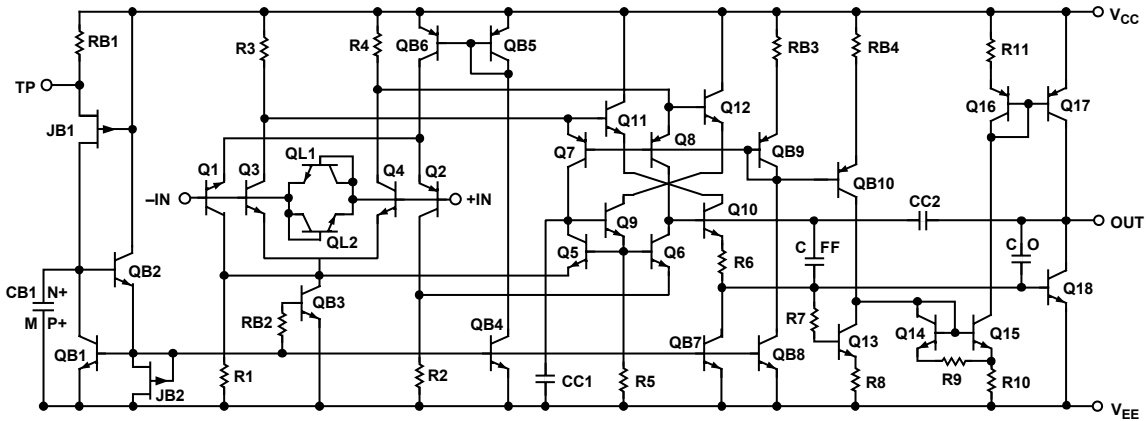 V_CC
RB1
R3
R4
QB6
QB5
RB3
RB4
R11
TP
JB1
Q11
Q12
Q16
Q17
Q7
Q8
QB9
Q1
Q3
QL1
Q4
Q2
QB10
–IN
+IN
CC2
QL2
Q9
Q10
OUT
Q5
Q6
R6
C FF
C O
QB2
CB1 N+
M P+
QB3
RB2
Q18
R7
Q13
Q14
Q15
QB4
QB1
QB7
QB8
R9
JB2
R1
R2
CC1
R5
R8
R10
V_EE